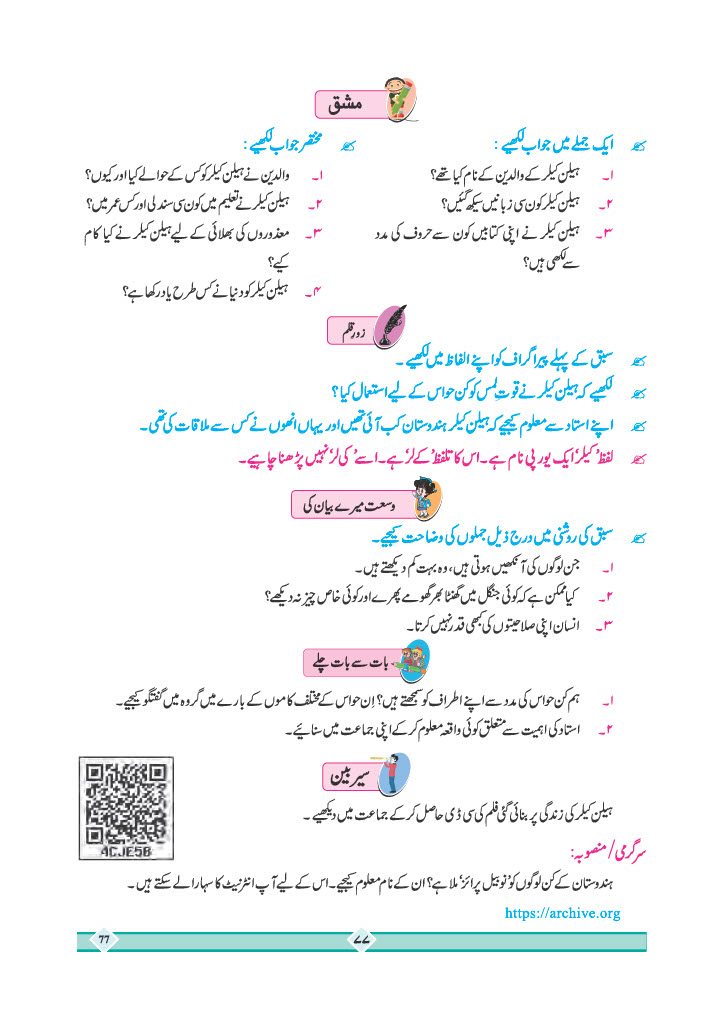 مشق
ایک جملے میں جواب لکھیے :
۱۔ ہیلن کیلر کے والدین کے نام کیا تھے؟
۲۔ ہیلن کیلر کون سی زبانیں سیکھ گئیں؟
۳۔ ہیلن کیلر نے اپنی کتابیں کون سے حروف کی مدد
سے لکھی ہیں؟
مختصر جواب لکھیے :
۱۔ والدین نے ہیلن کیلر کو کس کے حوالے کیا اور کیوں؟
۲۔ ہیلن کیلر نے تعلیم میں کون سی سند لی اور کس عمر میں؟
۳۔ معذوروں کی بھلائی کے لیے ہیلن کیلر نے کیا کام
کیے؟
۴۔ ہیلن کیلر کو دنیا نے کس طرح یاد رکھا ہے؟
زورِ قلم
سبق کے پہلے پیراگراف کو اپنے الفاظ میں لکھیے ۔
لکھیے کہ ہیلن کیلر نے قوتِ لمس کو کن حواس کے لیے استعمال کیا؟
اپنے استاد سے معلوم کیجیے کہ ہیلن کیلر ہندوستان کب آئی تھیں اور یہاں انھوں نے کس سے ملاقات کی تھی۔
لفظ 'کیلر' ایک یورپی نام ہے۔ اس کا تلفظ 'کے لَر' ہے۔ اسے 'کی لر' نہیں پڑھنا چاہیے۔
وسعت میرے بیان کی
سبق کی روشنی میں درج ذیل جملوں کی وضاحت کیجیے۔
۱۔ جن لوگوں کی آنکھیں ہوتی ہیں، وہ بہت کم دیکھتے ہیں۔
۲۔ کیا ممکن ہے کہ کوئی جنگل میں گھنٹا بھر گھومے پھرے اور کوئی خاص چیز نہ دیکھے؟
۳۔ انسان اپنی صلاحیتوں کی کبھی قدر نہیں کرتا۔
بات سے بات چلے
۱۔ ہم کن حواس کی مدد سے اپنے اطراف کو سمجھتے ہیں؟ اِن حواس کے مختلف کاموں کے بارے میں گروہ میں گفتگو کیجیے۔
۲۔ استاد کی اہمیت سے متعلق کوئی واقعہ معلوم کرکے اپنی جماعت میں سنائیے۔
سیر بین
ہیلن کیلر کی زندگی پر بنائی گئی فلم کی سی ڈی حاصل کرکے جماعت میں دیکھیے ۔
4CJE5B
سرگرمی/منصوبہ:
ہندوستان کے کن لوگوں کو 'نوبیل پرائز' ملا ہے؟ ان کے نام معلوم کیجیے۔ اس کے لیے آپ انٹرنیٹ کا سہارا لے سکتے ہیں ۔
https://archive.org
77
۷۷